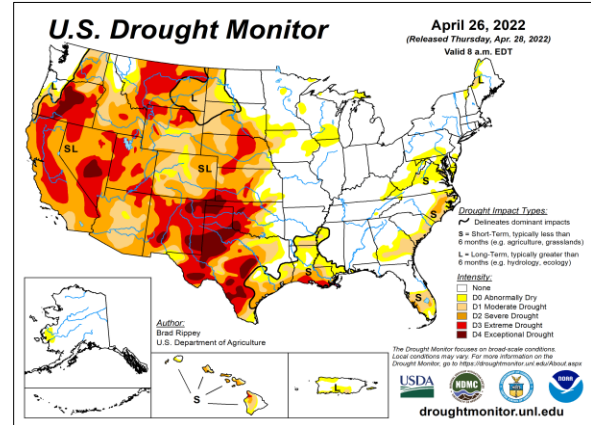 U.S. Drought Monitor
April 26, 2022
(Released Thursday, Apr. 28, 2022)
Valid 8 a.m. EDT
L
L
L
SL
SL
S
S
S
S
Drought Impact Types:
Delineates dominant impacts
S = Short-Term, typically less than
6 months (e.g. agriculture, grasslands)
L = Long-Term, typically greater than
6 months (e.g. hydrology, ecology)
Intensity:
None
D0 Abnormally Dry
D1 Moderate Drought
D2 Severe Drought
D3 Extreme Drought
D4 Exceptional Drought
Author:
Brad Rippey
U.S. Department of Agriculture
S
L
The Drought Monitor focuses on broad-scale conditions.
Local conditions may vary. For more information on the
Drought Monitor, go to https://droughtmonitor.unl.edu/About.aspx
USDA
NDMC
NOAA
droughtmonitor.unl.edu